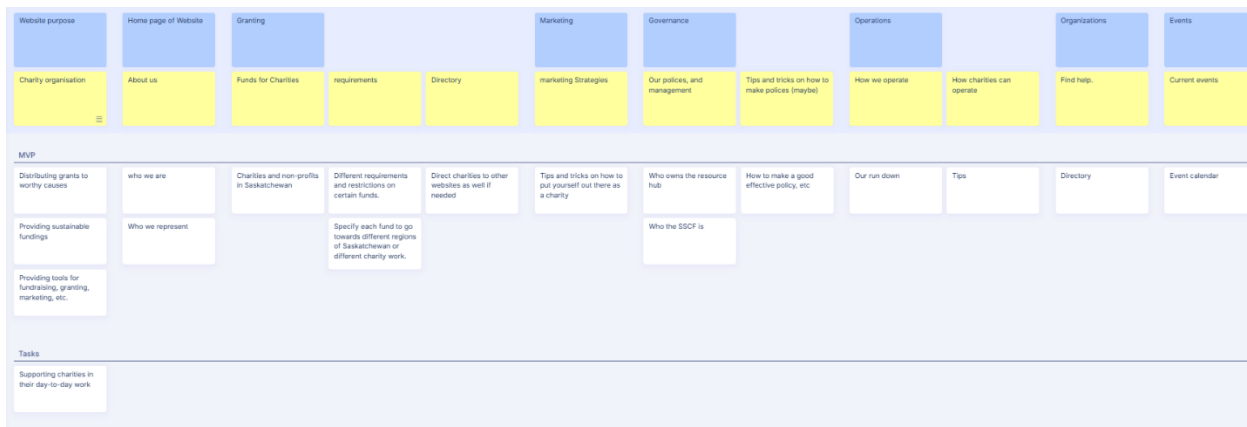 Website purpose
Home page of Website
Granting
Marketing
Governance
Operations
Organizations
Events
Charity organisation
About us
Funds for Charities
requirements
Directory
marketing Strategies
Our polices, and
management
Tips and tricks on how to
make polices (maybe)
How we operate
How charities can
operate
Find help.
Current events
MVP
Distributing grants to
worthy causes
who we are
Charities and non-profits
in Saskatchewan
Different requirements
and restrictions on
certain funds.
Direct charities to other
websites as well if
needed
Tips and tricks on how to
put yourself out there as
a charity
Who owns the resource
hub
How to make a good
effective policy, etc
Our run down
Tips
Directory
Event calendar
Providing sustainable
fundings
Who we represent
Specify each fund to go
towards different regions
of Saskatchewan or
different charity work.
Who the SSCF is
Providing tools for
fundraising, granting,
marketing, etc.
Tasks
Supporting charities in
their day-to-day work